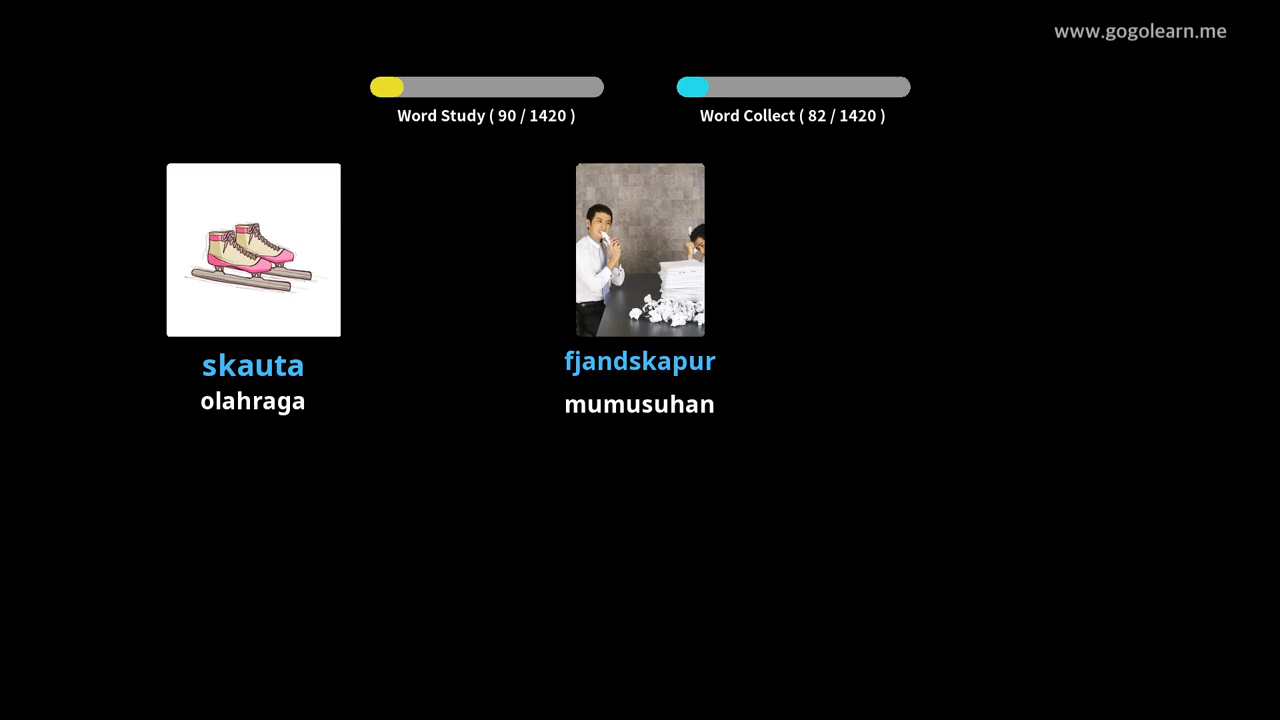 www.gogolearn.me
Word Study ( 90 / 1420 )
Word Collect ( 82 / 1420 )
skauta
olahraga
fjandskapur
mumusuhan